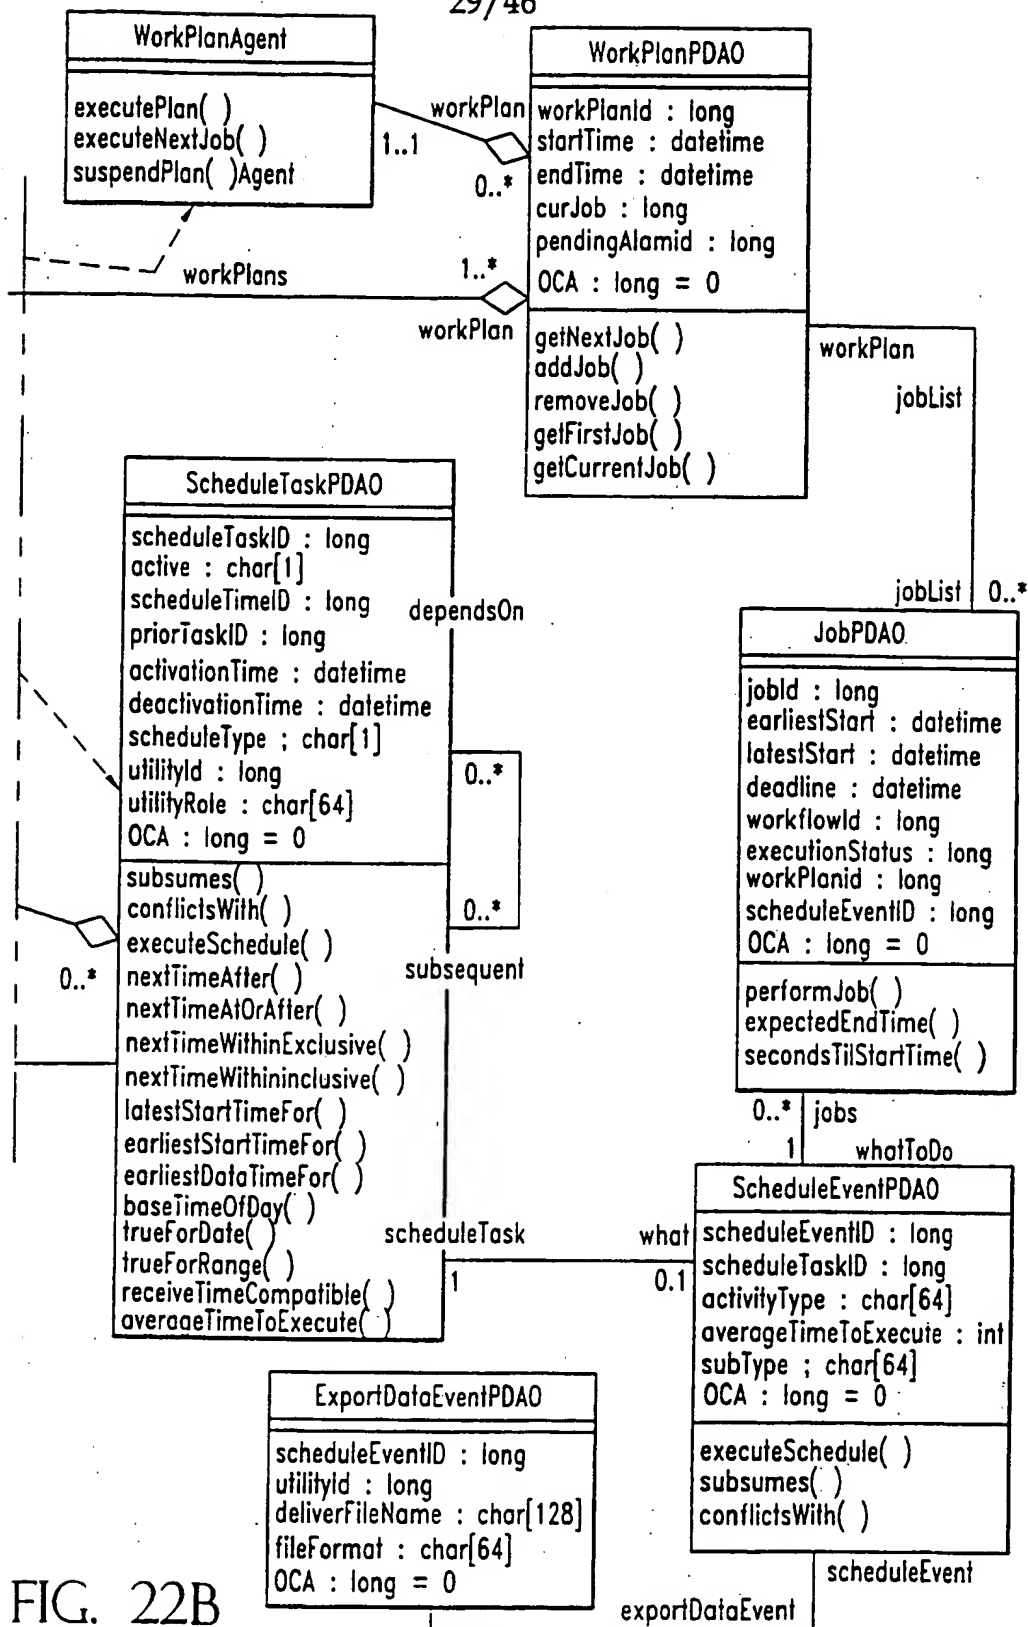 29/46
WorkPlanAgent
executePlan( )
executeNextJob( )
suspendPlan( )Agent
workPlan
1..1
0..*
WorkPlanPDAO
workPlanId : long
startTime : datetime
endTime : datetime
curJob : long
pendingAlamid : long
OCA : long = 0
getNextJob( )
addJob( )
removeJob( )
getFirstJob( )
getCurrentJob( )
workPlans
1..*
workPlan
workPlan
jobList
jobList
0..*
ScheduleTaskPDAO
scheduleTaskID : long
active : char[1]
scheduleTimeID : long
priorTaskID : long
activationTime : datetime
deactivationTime : datetime
scheduleType ; char[1]
utilityId : long
utilityRole : char[64]
OCA : long = 0
subsumes( )
conflictsWith( )
executeSchedule( )
nextTimeAfter( )
nextTimeAtOrAfter( )
nextTimeWithinExclusive( )
nextTimeWithininclusive( )
latestStartTimeFor( )
earliestStartTimeFor( )
earliestDataTimeFor( )
baseTimeOfDay( )
trueForDate( )
trueForRange( )
receiveTimeCompatible( )
averageTimeToExecute( )
dependsOn
0..*
0..*
subsequent
0..*
JobPDAO
jobId : long
earliestStart : datetime
latestStart : datetime
deadline : datetime
workflowId : long
executionStatus : long
workPlanid : long
scheduleEventID : long
OCA : long = 0
performJob( )
expectedEndTime( )
secondsTilStartTime( )
0..*
jobs
1
whatToDo
scheduleTask
1
what
0.1
ScheduleEventPDAO
scheduleEventID : long
scheduleTaskID : long
activityType : char[64]
averageTimeToExecute : int
subType ; char[64]
OCA : long = 0
executeSchedule( )
subsumes( )
conflictsWith( )
ExportDataEventPDAO
scheduleEventID : long
utilityId : long
deliverFileName : char[128]
fileFormat : char[64]
OCA : long = 0
scheduleEvent
exportDataEvent
FIG. 22B